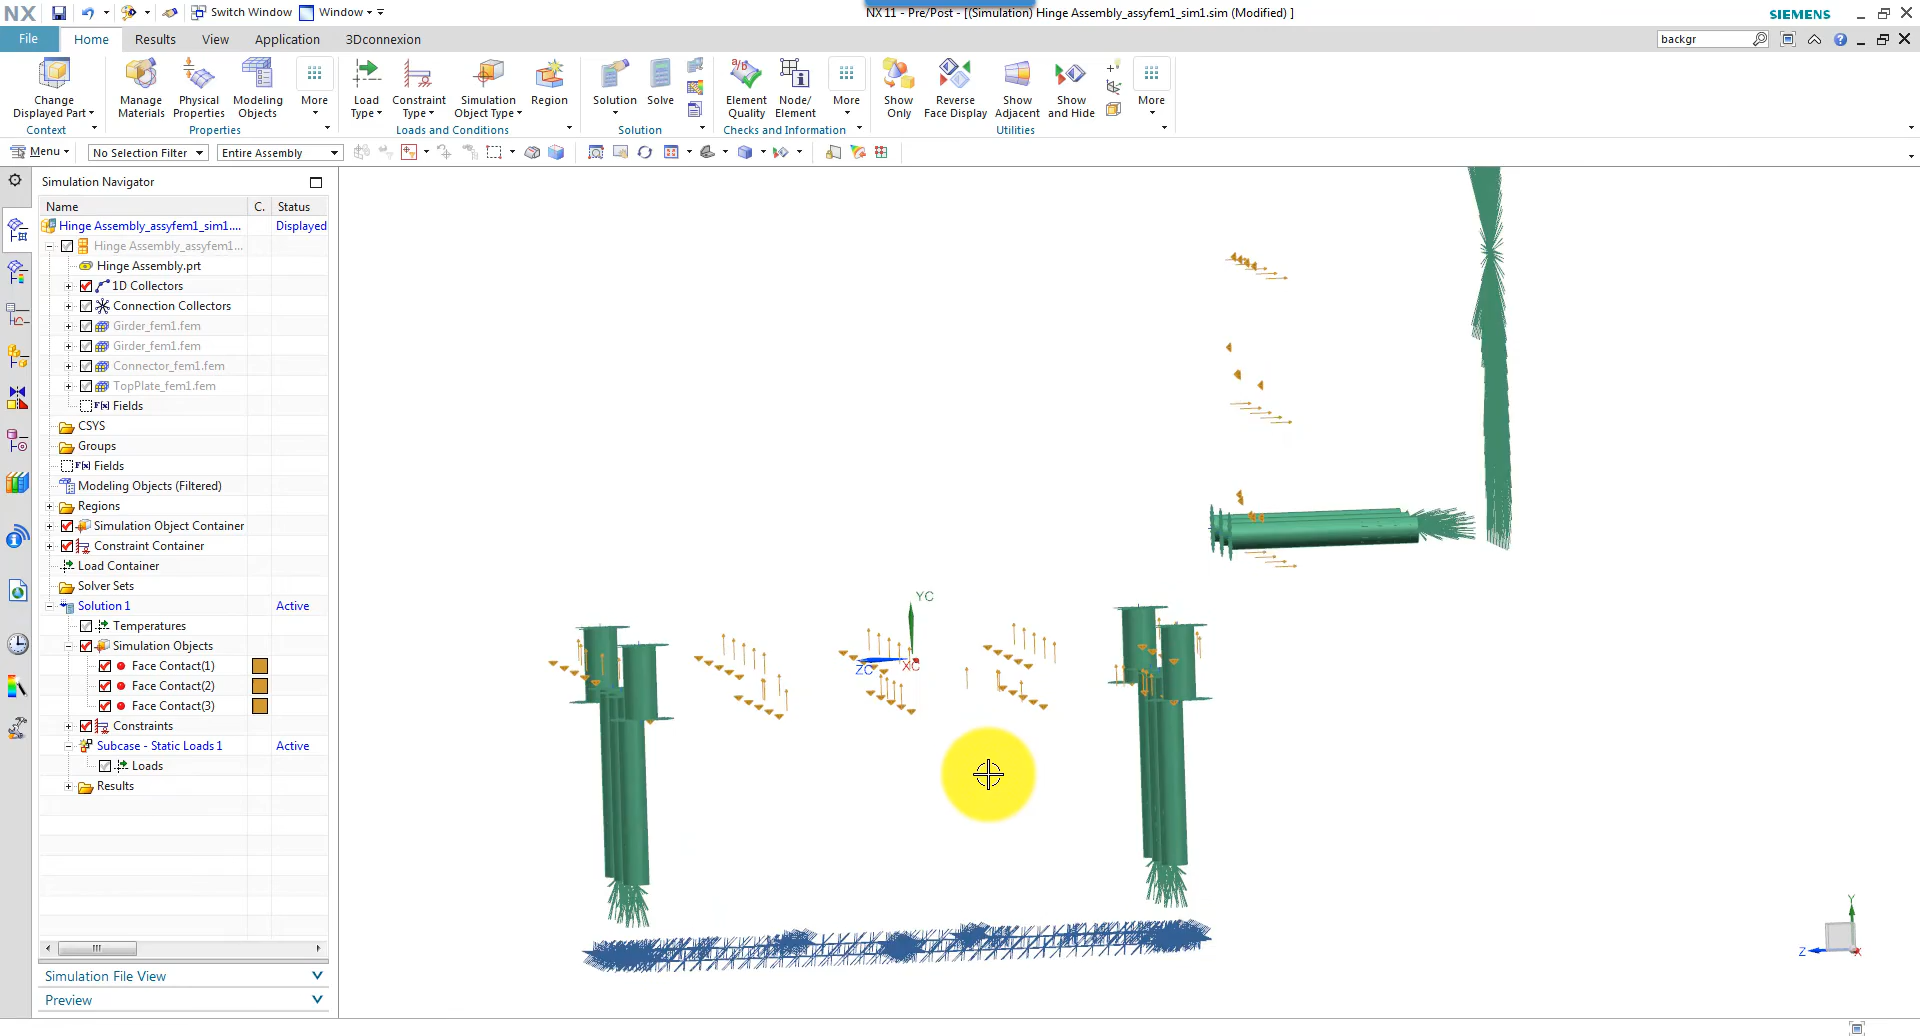 NX
Switch Window
Window
NX 11 - Pre/Post - [(Simulation) Hinge Assembly_assyfem1_sim1.sim (Modified) ]
SIEMENS
File
Home
Results
View
Application
3Dconnexion
backgr
Change
Displayed Part
Manage
Materials
Physical
Properties
Modeling
Objects
More
Load
Type
Constraint
Type
Simulation
Object Type
Region
Solution
Solve
Element
Quality
Node/
Element
More
Show
Only
Reverse
Face Display
Show
Adjacent
Show
and Hide
More
Context
Properties
Loads and Conditions
Solution
Checks and Information
Utilities
Menu
No Selection Filter
Entire Assembly
Simulation Navigator
Name
C.
Status
Hinge Assembly_assyfem1_sim1....
Displayed
Hinge Assembly_assyfem1...
Hinge Assembly.prt
1D Collectors
Connection Collectors
Girder_fem1.fem
Girder_fem1.fem
Connector_fem1.fem
TopPlate_fem1.fem
Fields
CSYS
Groups
Fields
Modeling Objects (Filtered)
Regions
Simulation Object Container
Constraint Container
Load Container
Solver Sets
Solution 1
Active
Temperatures
Simulation Objects
Face Contact(1)
Face Contact(2)
Face Contact(3)
Constraints
Subcase - Static Loads 1
Active
Loads
Results
Simulation File View
Preview
YC
ZC
XC
Y
Z
X